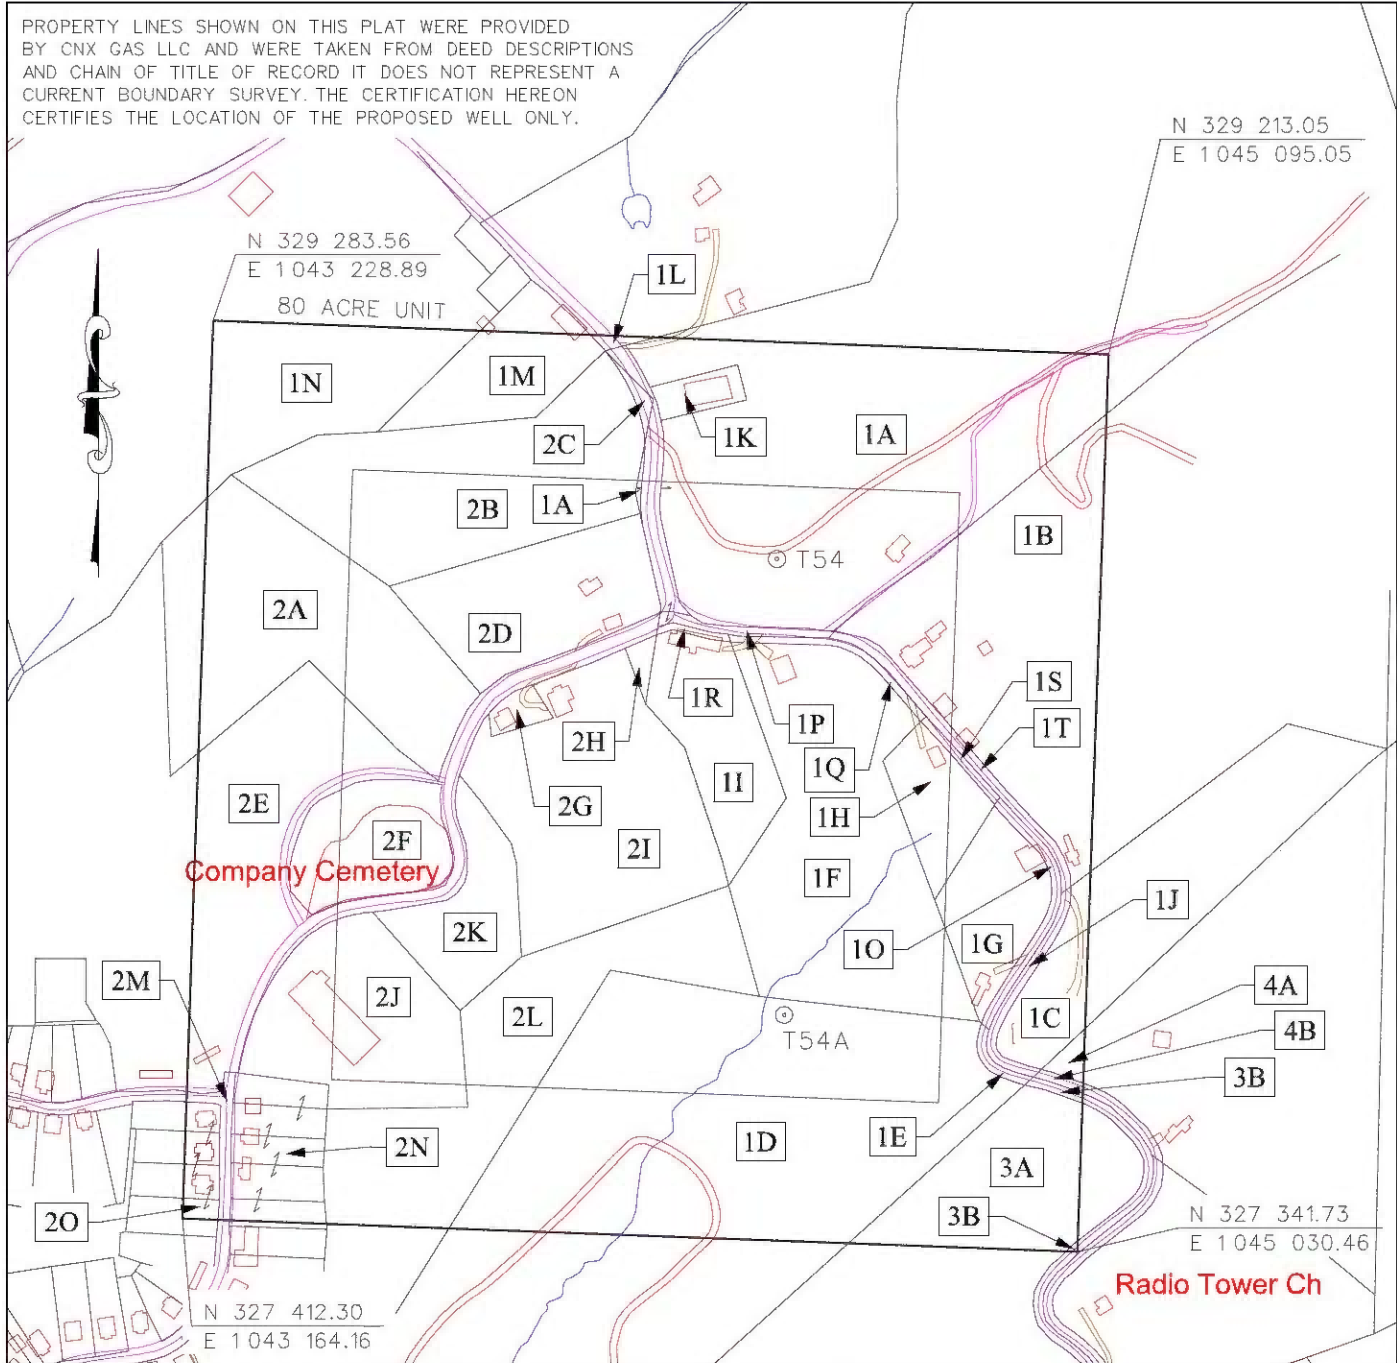 PROPERTY LINES SHOWN ON THIS PLAT WERE PROVIDED
BY CNX GAS LLC AND WERE TAKEN FROM DEED DESCRIPTIONS
AND CHAIN OF TITLE OF RECORD IT DOES NOT REPRESENT A
CURRENT BOUNDARY SURVEY. THE CERTIFICATION HEREON
CERTIFIES THE LOCATION OF THE PROPOSED WELL ONLY.
N 329 213.05
E 1 045 095.05
N 329 283.56
E 1 043 228.89
80 ACRE UNIT
1L
1N
1M
2C
1K
1A
2B
1A
1B
T54
2A
2D
1R
1S
1P
1T
2H
1Q
1I
2E
2G
1H
2F
2I
Company Cemetery
1F
1J
2K
1O
1G
2M
2J
2L
1C
4A
T54A
4B
3B
2N
1D
1E
3A
2O
3B
N 327 341.73
E 1 045 030.46
Radio Tower Ch
N 327 412.30
E 1 043 164.16